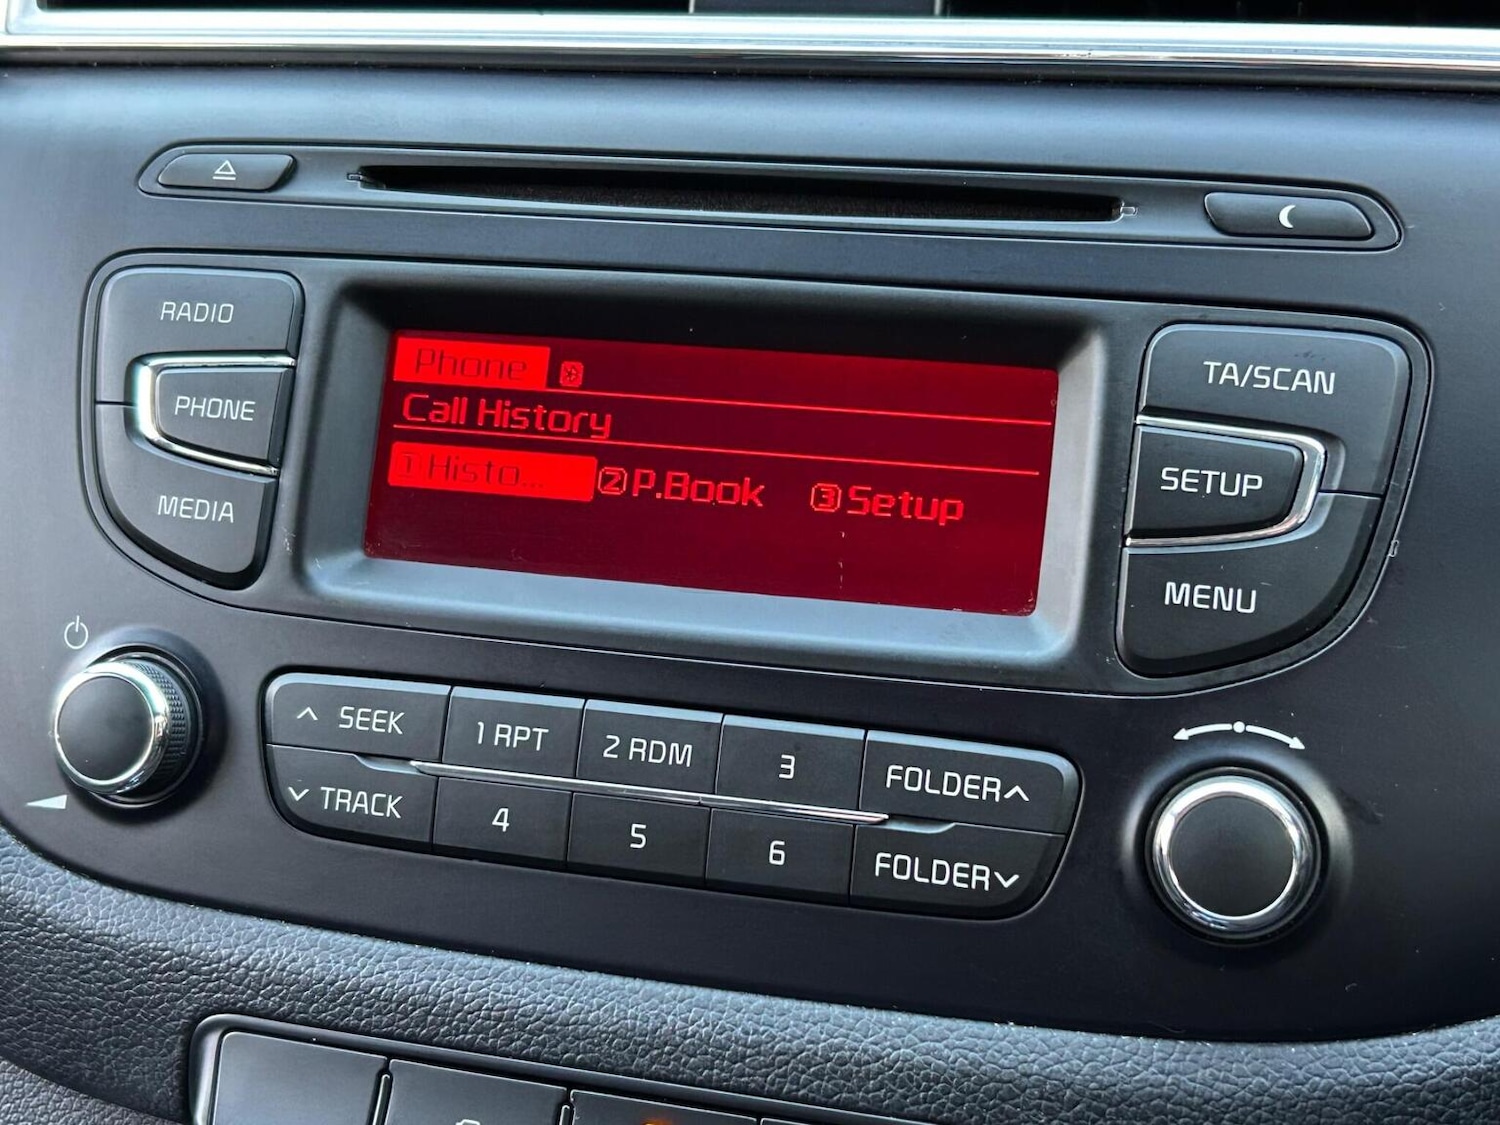 RADIO
PHONE
MEDIA
Phone
Call History
1 Histo... 2 P.Book 3 Setup
TA/SCAN
SETUP
MENU
SEEK
TRACK
1 RPT
2 RDM
3
4
5
6
FOLDER
FOLDER